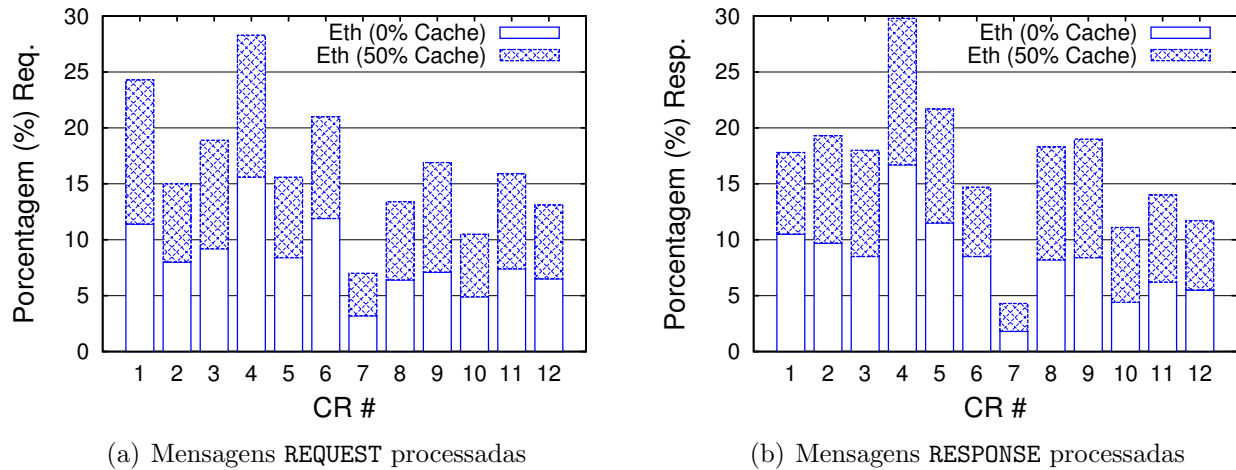 Porcentagem (%) Req.
30
25
20
15
10
5
0
Eth (0% Cache)
Eth (50% Cache)
1 2 3 4 5 6 7 8 9 10 11 12
CR #
(a) Mensagens REQUEST processadas
Porcentagem (%) Resp.
30
25
20
15
10
5
0
Eth (0% Cache)
Eth (50% Cache)
1 2 3 4 5 6 7 8 9 10 11 12
CR #
(b) Mensagens RESPONSE processadas